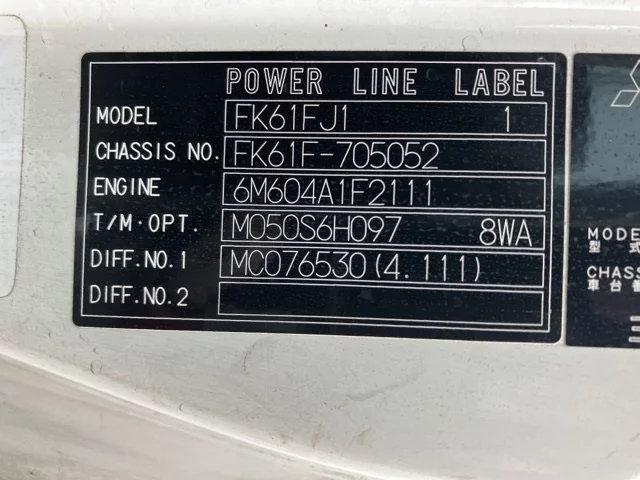 POWER LINE LABEL
MODEL FK61FJ1 1
CHASSIS NO. FK61F-705052
ENGINE 6M604A1F2111
T/M·OPT. M050S6H097 8WA
DIFF.NO.1 MC076530(4.111)
DIFF.NO.2
MODE
型式
CHASS
車台番